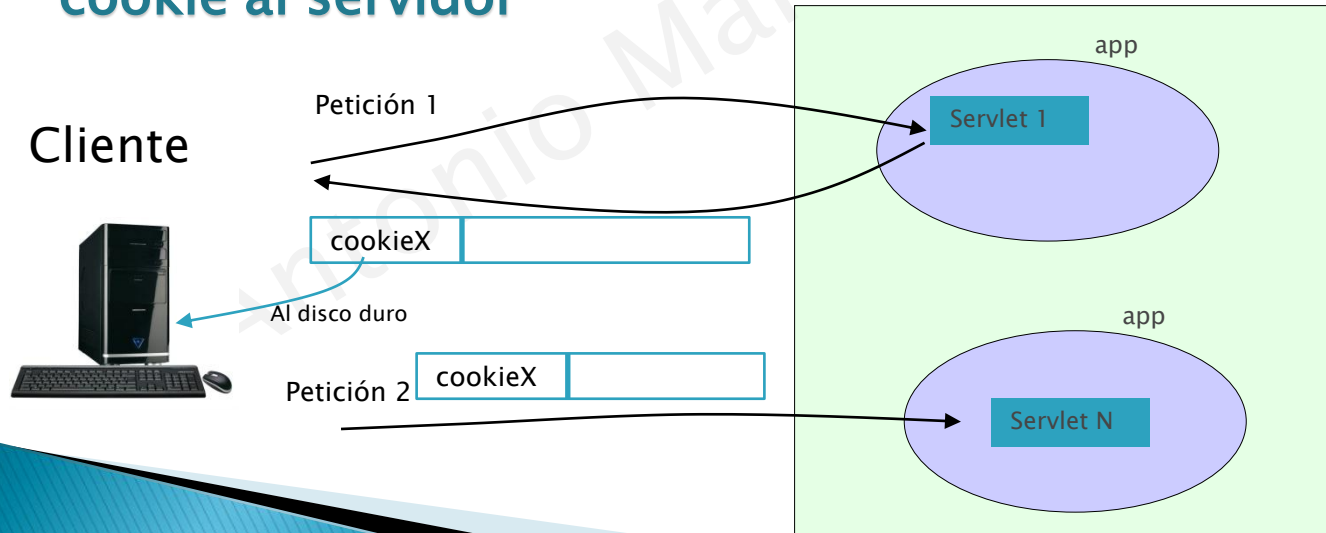 cookie al servidor
app
Petición 1
Servlet 1
Cliente
cookieX
Al disco duro
app
cookieX
Petición 2
Servlet N